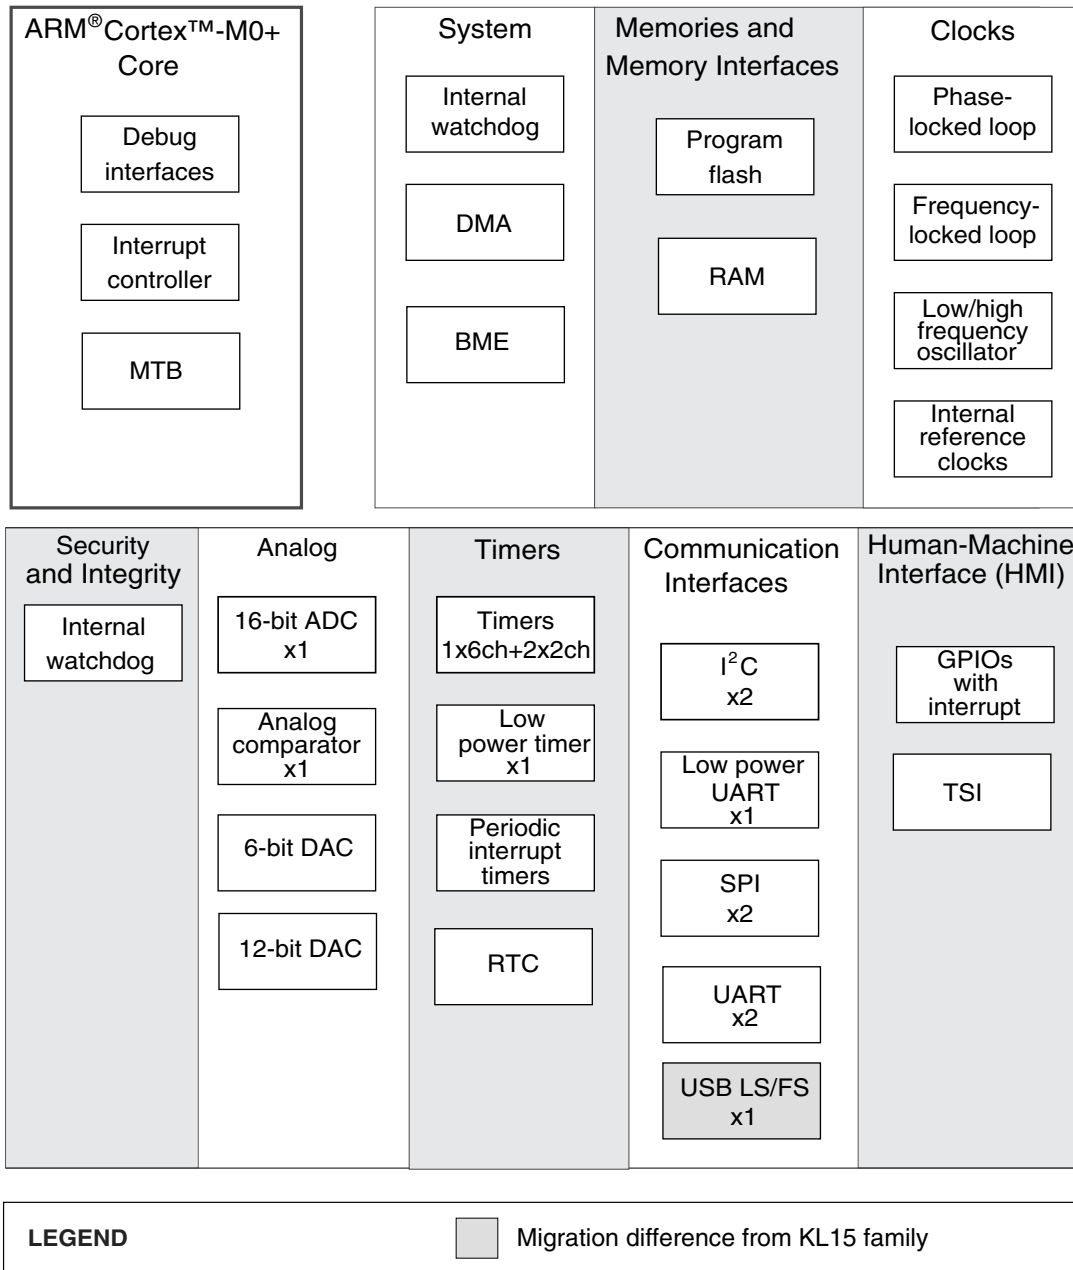 ARM®Cortex™-M0+
Core
Debug
interfaces
Interrupt
controller
MTB
System
Internal
watchdog
DMA
BME
Memories and
Memory Interfaces
Program
flash
RAM
Clocks
Phase-
locked loop
Frequency-
locked loop
Low/high
frequency
oscillator
Internal
reference
clocks
Security
and Integrity
Internal
watchdog
Analog
16-bit ADC
x1
Analog
comparator
x1
6-bit DAC
12-bit DAC
Timers
Timers
1x6ch+2x2ch
Low
power timer
x1
Periodic
interrupt
timers
RTC
Communication
Interfaces
I²C
x2
Low power
UART
x1
SPI
x2
UART
x2
USB LS/FS
x1
Human-Machine
Interface (HMI)
GPIOs
with
interrupt
TSI
LEGEND
Migration difference from KL15 family